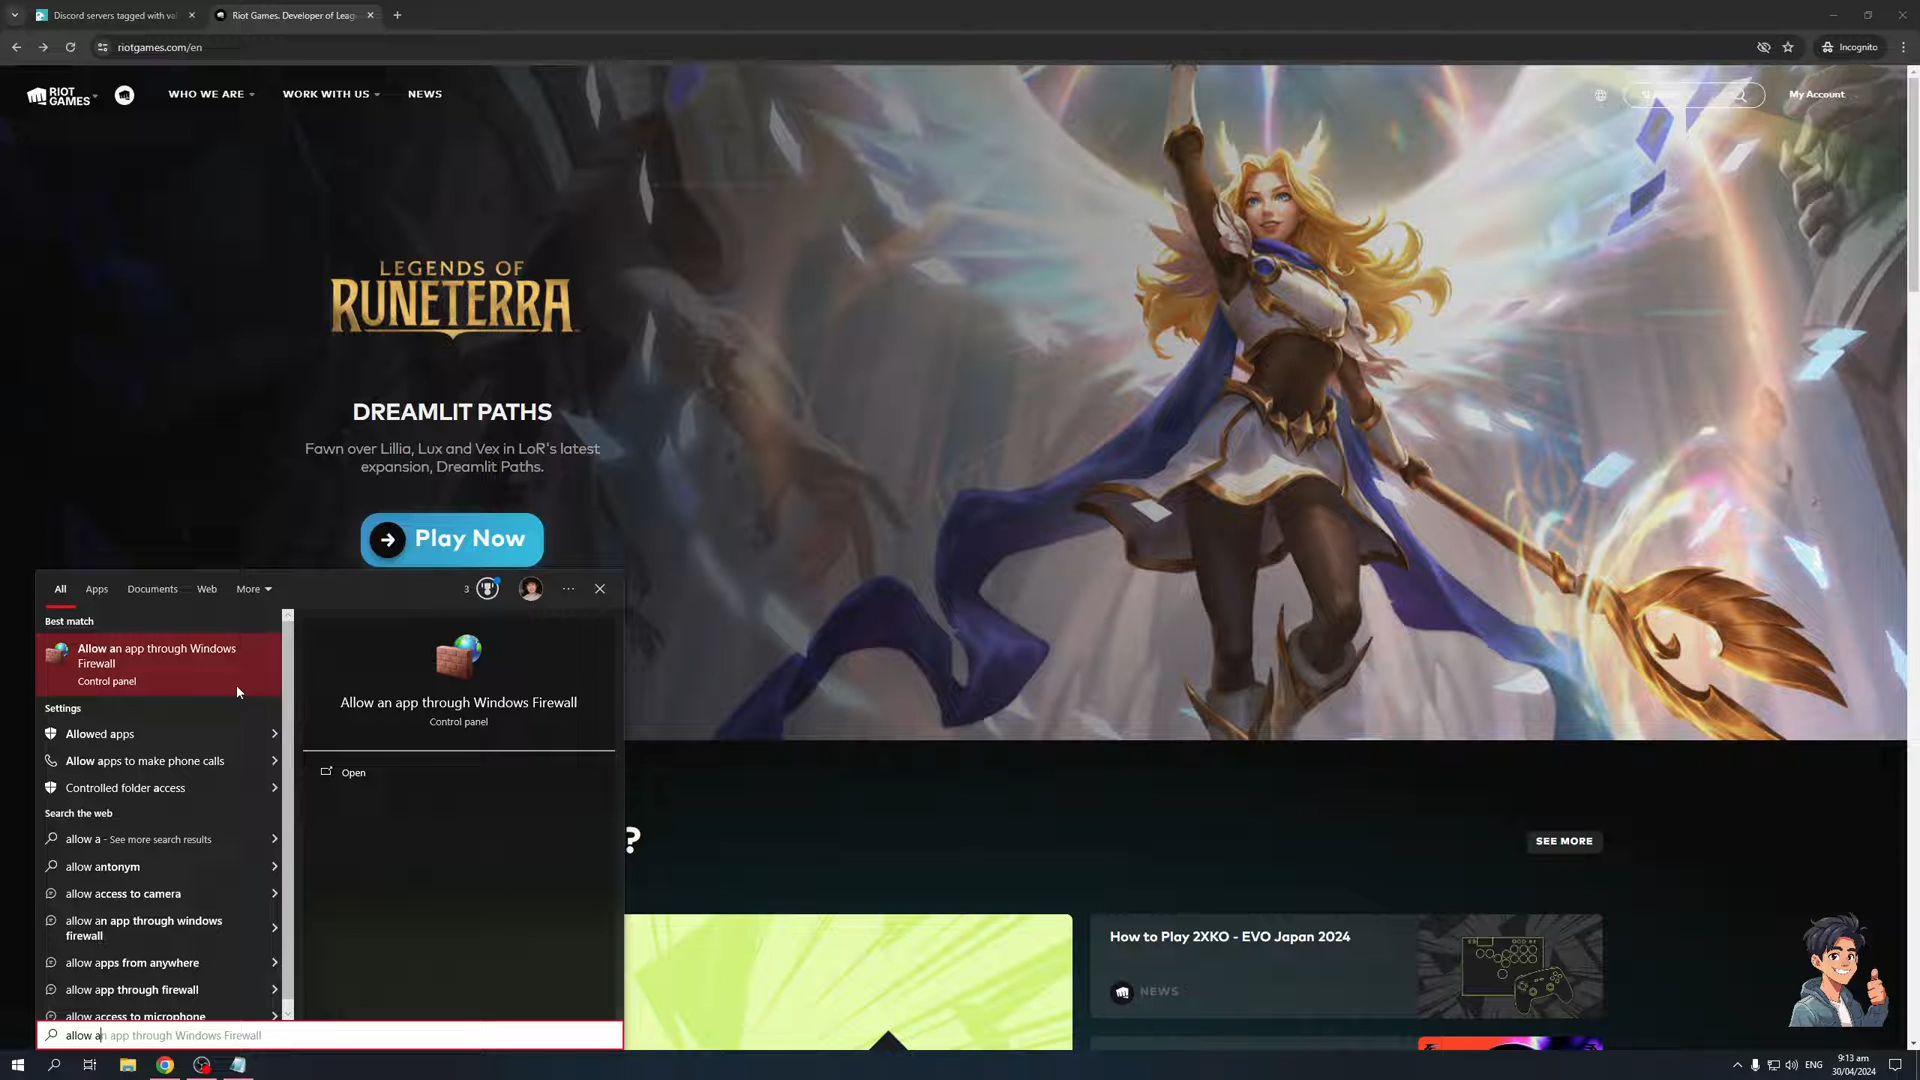 Discord servers tagged with val
Riot Games. Developer of Leag
riotgames.com/en
Incognito
RIOT
GAMES
WHO WE ARE
WORK WITH US
NEWS
My Account
LEGENDS OF
RUNETERRA
DREAMLIT PATHS
Fawn over Lillia, Lux and Vex in LoR's latest
expansion, Dreamlit Paths.
Play Now
All
Apps
Documents
Web
More
3
Best match
Allow an app through Windows
Firewall
Control panel
Allow an app through Windows Firewall
Control panel
Open
Settings
Allowed apps
Allow apps to make phone calls
Controlled folder access
Search the web
allow a - See more search results
allow antonym
allow access to camera
allow an app through windows
firewall
allow apps from anywhere
allow app through firewall
allow access to microphone
allow an app through Windows Firewall
?
SEE MORE
How to Play 2XKO - EVO Japan 2024
NEWS
ENG
9:13 am
30/04/2024